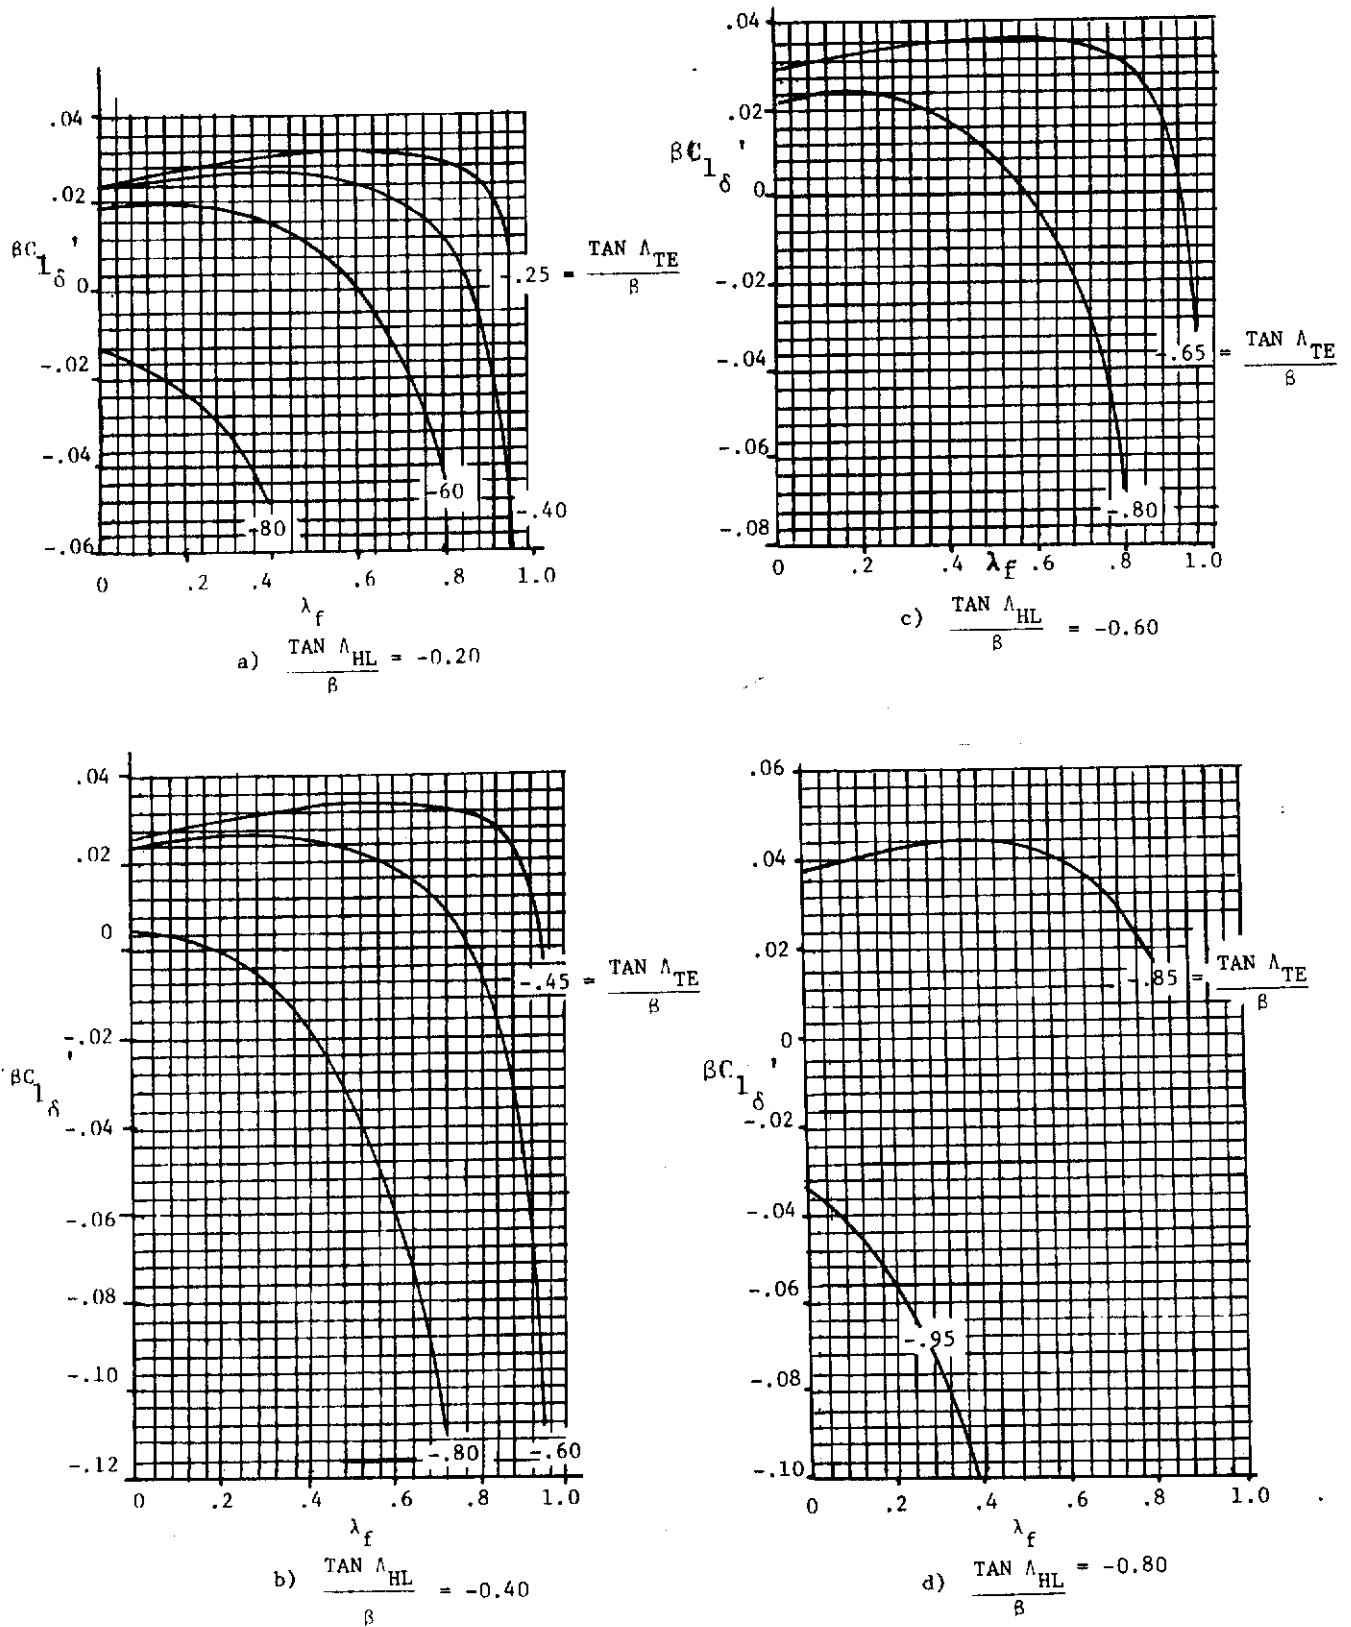 .04
.02
βC1δ'
0
-.02
-.04
-.06
0 .2 .4 .6 .8 1.0
λf
-.25 = TAN ΛTE / β
-.40
-60
-80
a) TAN ΛHL / β = -0.20
.04
.02
βC1δ'
0
-.02
-.04
-.06
-.08
0 .2 .4 .6 .8 1.0
λf
-.65 = TAN ΛTE / β
-.80
c) TAN ΛHL / β = -0.60
.04
.02
0
-.02
βC1δ'
-.04
-.06
-.08
-.10
-.12
0 .2 .4 .6 .8 1.0
λf
-.45 = TAN ΛTE / β
-.80
-.60
b) TAN ΛHL / β = -0.40
.06
.04
.02
0
βC1δ'
-.02
-.04
-.06
-.08
-.10
0 .2 .4 .6 .8 1.0
λf
-.85 = TAN ΛTE / β
-.95
d) TAN ΛHL / β = -0.80